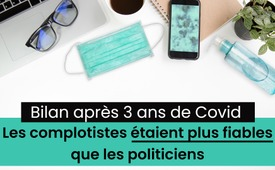 Bilan après 3 ans de Covid
Les complotistes étaient plus fiables
que les politiciens